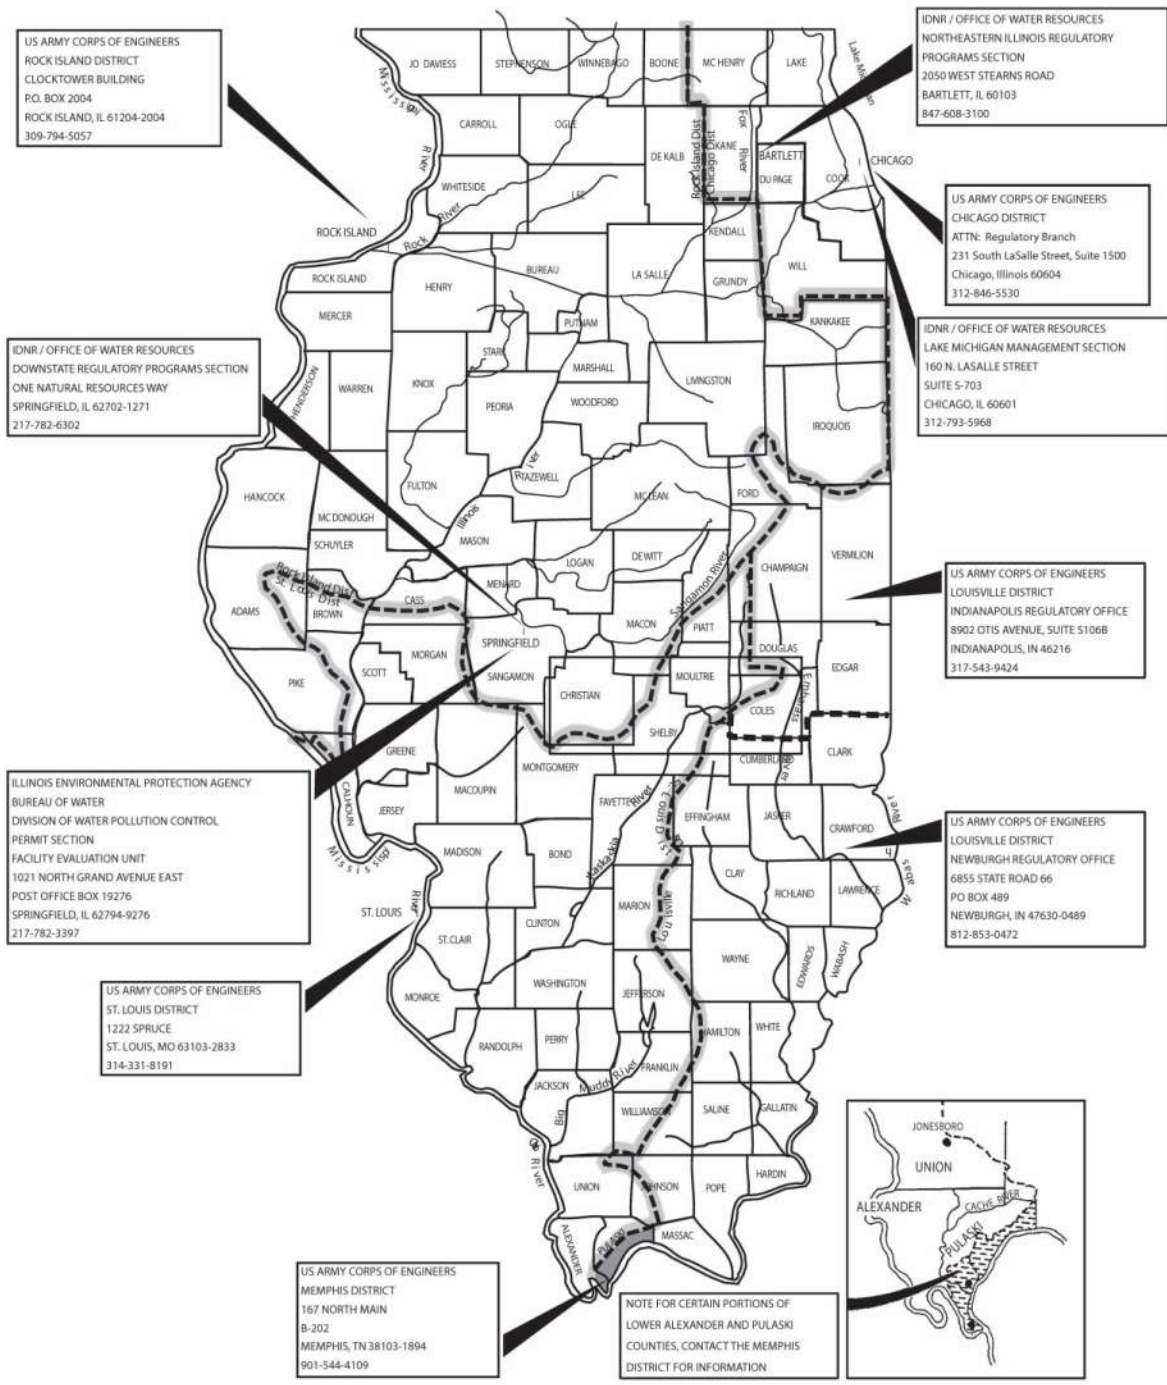 US ARMY CORPS OF ENGINEERS
ROCK ISLAND DISTRICT
CLOCKTOWER BUILDING
P.O. BOX 2004
ROCK ISLAND, IL 61204-2004
309-794-5057
IDNR / OFFICE OF WATER RESOURCES
NORTHEASTERN ILLINOIS REGULATORY
PROGRAMS SECTION
2050 WEST STEARNS ROAD
BARTLETT, IL 60103
847-608-3100
US ARMY CORPS OF ENGINEERS
CHICAGO DISTRICT
ATTN: Regulatory Branch
231 South LaSalle Street, Suite 1500
Chicago, Illinois 60604
312-846-5530
IDNR / OFFICE OF WATER RESOURCES
LAKE MICHIGAN MANAGEMENT SECTION
160 N. LASALLE STREET
SUITE S-703
CHICAGO, IL 60601
312-793-5968
IDNR / OFFICE OF WATER RESOURCES
DOWNSTATE REGULATORY PROGRAMS SECTION
ONE NATURAL RESOURCES WAY
SPRINGFIELD, IL 62702-1271
217-782-6302
US ARMY CORPS OF ENGINEERS
LOUISVILLE DISTRICT
INDIANAPOLIS REGULATORY OFFICE
8902 OTIS AVENUE, SUITE S106B
INDIANAPOLIS, IN 46216
317-543-9424
ILLINOIS ENVIRONMENTAL PROTECTION AGENCY
BUREAU OF WATER
DIVISION OF WATER POLLUTION CONTROL
PERMIT SECTION
FACILITY EVALUATION UNIT
1021 NORTH GRAND AVENUE EAST
POST OFFICE BOX 19276
SPRINGFIELD, IL 62794-9276
217-782-3397
US ARMY CORPS OF ENGINEERS
LOUISVILLE DISTRICT
NEWBURGH REGULATORY OFFICE
6855 STATE ROAD 66
PO BOX 489
NEWBURGH, IN 47630-0489
812-853-0472
US ARMY CORPS OF ENGINEERS
ST. LOUIS DISTRICT
1222 SPRUCE
ST. LOUIS, MO 63103-2833
314-331-8191
US ARMY CORPS OF ENGINEERS
MEMPHIS DISTRICT
167 NORTH MAIN
B-202
MEMPHIS, TN 38103-1894
901-544-4109
NOTE FOR CERTAIN PORTIONS OF
LOWER ALEXANDER AND PULASKI
COUNTIES, CONTACT THE MEMPHIS
DISTRICT FOR INFORMATION
JO DAVIESS
STEPHENSON
WINNEBAGO
BOONE
MC HENRY
LAKE
Lake Michigan
CARROLL
OGLE
DE KALB
Rock Island Dist
Chicago Dist
KANE
Fox River
BARTLETT
DU PAGE
COOK
CHICAGO
WHITESIDE
LEE
Rock River
River
ROCK ISLAND
KENDALL
WILL
GRUNDY
BUREAU
LA SALLE
ROCK ISLAND
HENRY
MERCER
PUTNAM
STARK
MARSHALL
KANKAKEE
HENDERSON
WARREN
KNOX
PEORIA
WOODFORD
LIVINGSTON
IROQUOIS
FULTON
River
TAZEWELL
MCLEAN
FORD
HANCOCK
MC DONOUGH
Illinois
MASON
SCHUYLER
LOGAN
DEWITT
CHAMPAIGN
VERMILION
Rock Island Dist
St. Louis Dist
CASS
MENARD
Sangamon River
ADAMS
BROWN
MACON
PIATT
SPRINGFIELD
MORGAN
DOUGLAS
SCOTT
SANGAMON
CHRISTIAN
MOULTRIE
EDGAR
PIKE
COLES
Embarass
River
SHELBY
CLARK
GREENE
MONTGOMERY
CUMBERLAND
CALHOUN
JERSEY
MACOUPIN
FAYETTE
Kaskaskia River
EFFINGHAM
JASPER
CRAWFORD
MADISON
BOND
CLAY
RICHLAND
LAWRENCE
ST. LOUIS
River
CLINTON
MARION
ST. CLAIR
WAYNE
EDWARDS
WABASH
WASHINGTON
JEFFERSON
MONROE
RANDOLPH
PERRY
HAMILTON
WHITE
FRANKLIN
JACKSON
Big
Muddy River
WILLIAMSON
SALINE
GALLATIN
UNION
JOHNSON
POPE
HARDIN
ALEXANDER
PULASKI
MASSAC
JONESBORO
UNION
ALEXANDER
CACHE RIVER
PULASKI